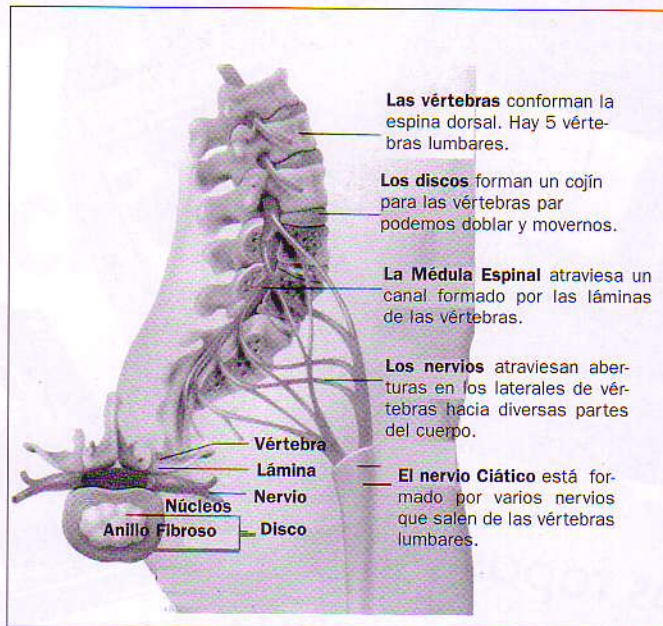 Las vértebras conforman la
espina dorsal. Hay 5 vérte-
bras lumbares.
Los discos forman un cojín
para las vértebras par
podemos doblar y movernos.
La Médula Espinal atraviesa un
canal formado por las láminas
de las vértebras.
Los nervios atraviesan aber-
turas en los laterales de vér-
tebras hacia diversas partes
del cuerpo.
El nervio Ciático está for-
mado por varios nervios
que salen de las vértebras
lumbares.
Vértebra
Lámina
Nervio
Núcleos
Anillo Fibroso
Disco